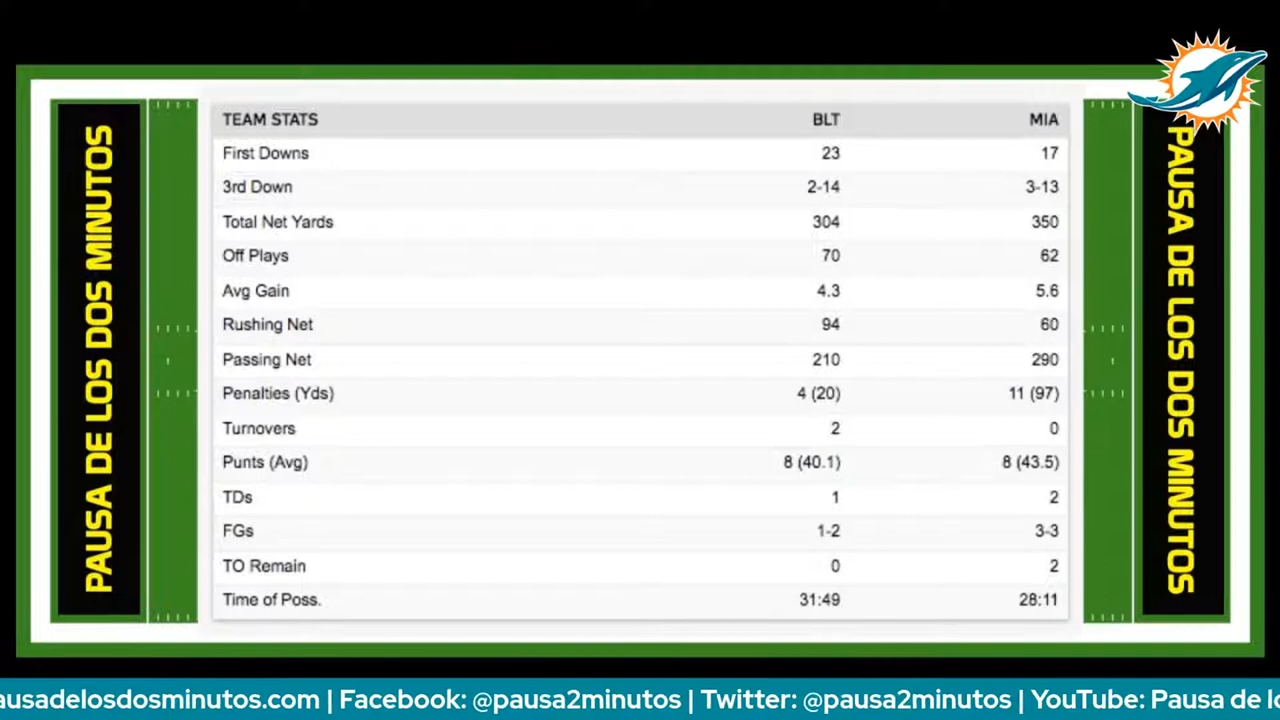 PAUSA DE LOS DOS MINUTOS
TEAM STATS BLT MIA
First Downs 23 17
3rd Down 2-14 3-13
Total Net Yards 304 350
Off Plays 70 62
Avg Gain 4.3 5.6
Rushing Net 94 60
Passing Net 210 290
Penalties (Yds) 4 (20) 11 (97)
Turnovers 2 0
Punts (Avg) 8 (40.1) 8 (43.5)
TDs 1 2
FGs 1-2 3-3
TO Remain 0 2
Time of Poss. 31:49 28:11
PAUSA DE LOS DOS MINUTOS
ausadelosdosminutos.com | Facebook: @pausa2minutos | Twitter: @pausa2minutos | YouTube: Pausa de lo